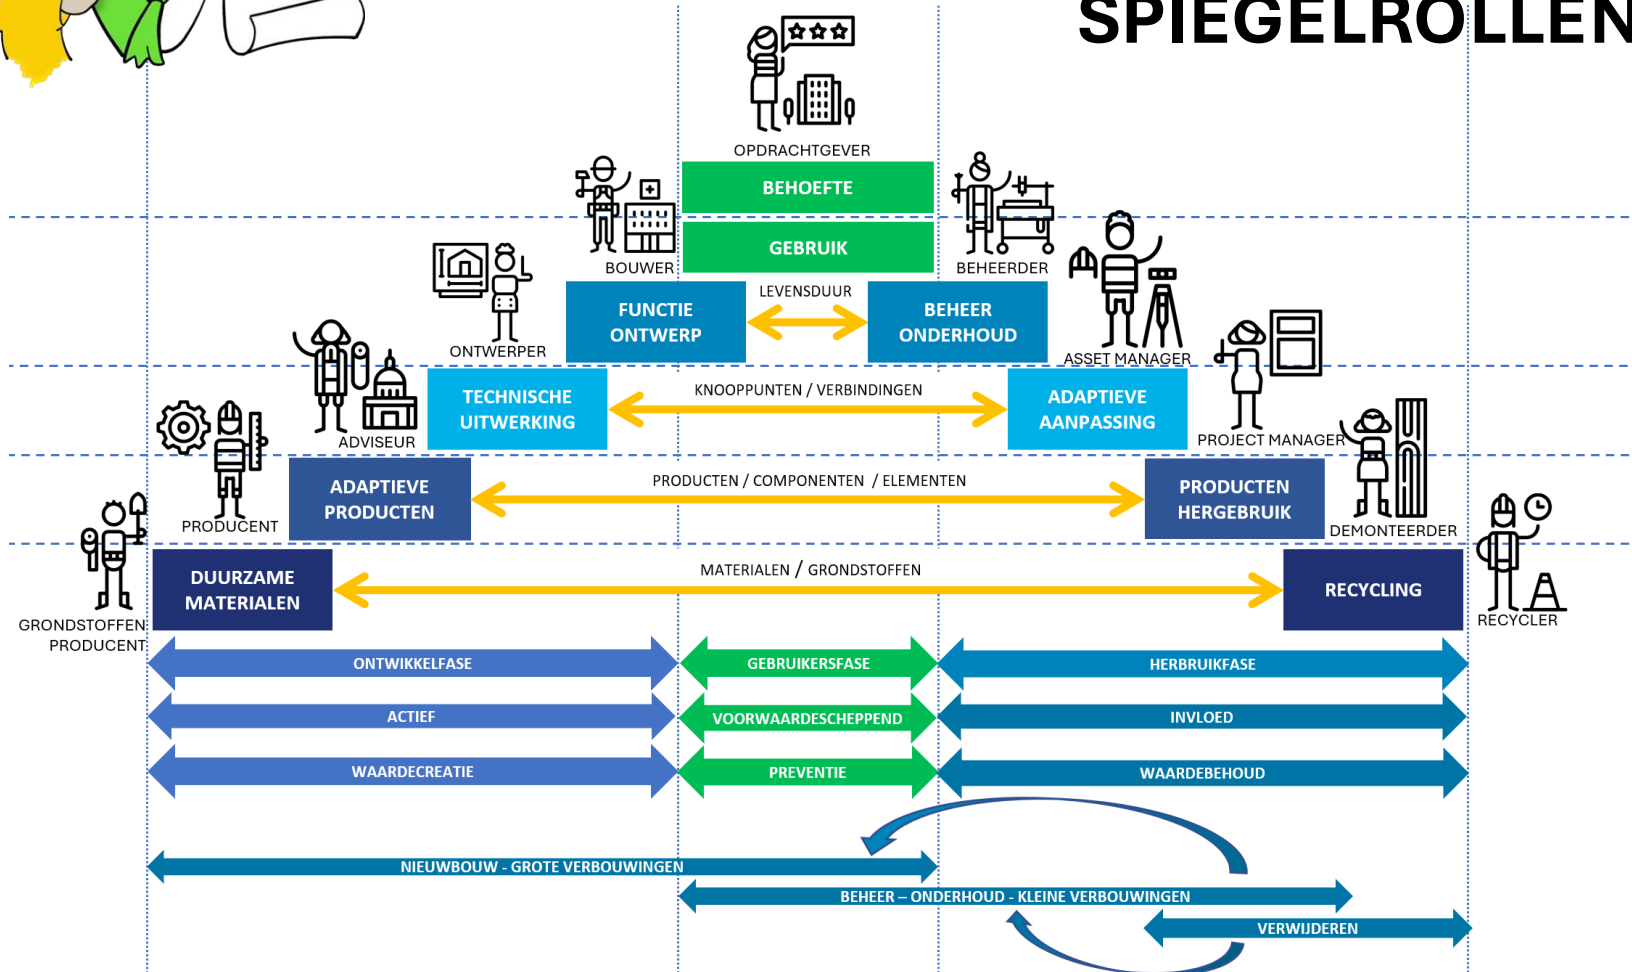 SPIEGELROLLEN
OPDRACHTGEVER
BEHOEFTE
GEBRUIK
BOUWER
BEHEERDER
LEVENSDUUR
FUNCTIE
ONTWERP
BEHEER
ONDERHOUD
ONTWERPER
ASSET MANAGER
TECHNISCHE
UITWERKING
KNOOPPUNTEN / VERBINDINGEN
ADAPTIEVE
AANPASSING
ADVISEUR
PROJECT MANAGER
ADAPTIEVE
PRODUCTEN
PRODUCTEN / COMPONENTEN / ELEMENTEN
PRODUCTEN
HERGEBRUIK
PRODUCENT
DEMONTEERDER
DUURZAME
MATERIALEN
MATERIALEN / GRONDSTOFFEN
RECYCLING
GRONDSTOFFEN
PRODUCENT
RECYCLER
ONTWIKKELFASE
GEBRUIKERSFASE
HERBRUIKFASE
ACTIEF
VOORWAARDESCHEPPEND
INVLOED
WAARDECREATIE
PREVENTIE
WAARDEBEHOUD
NIEUWBOUW - GROTE VERBOUWINGEN
BEHEER – ONDERHOUD - KLEINE VERBOUWINGEN
VERWIJDEREN